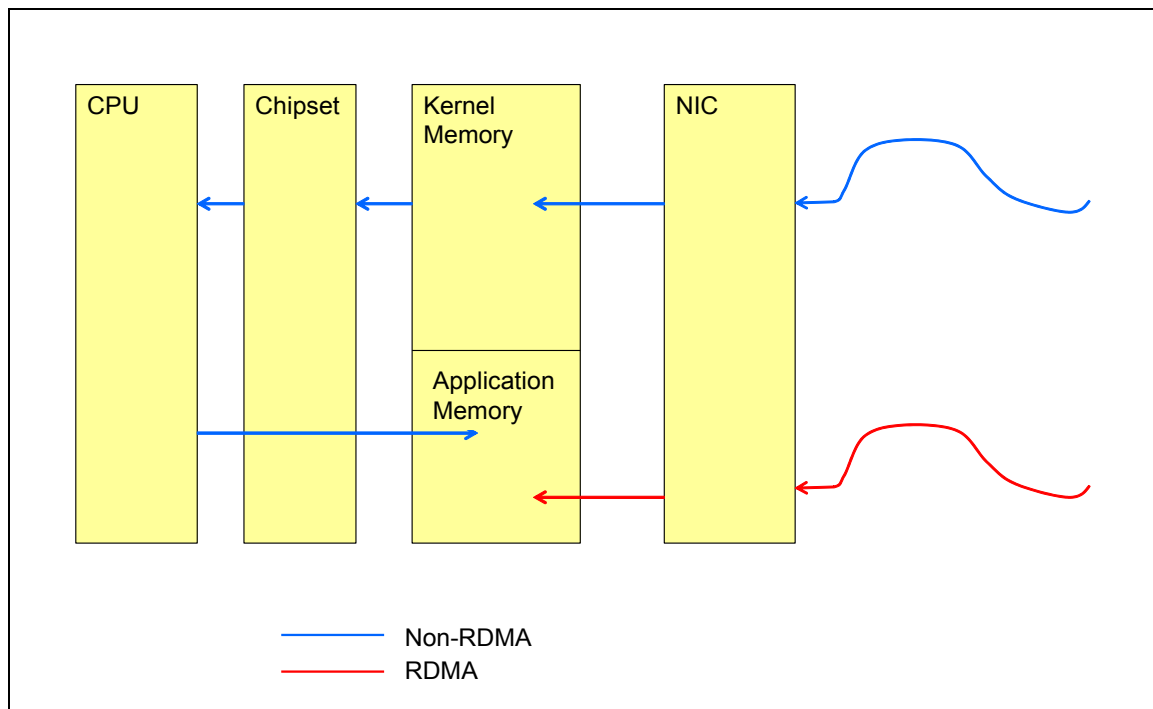 CPU
Chipset
Kernel
Memory
NIC
Application
Memory
Non-RDMA
RDMA